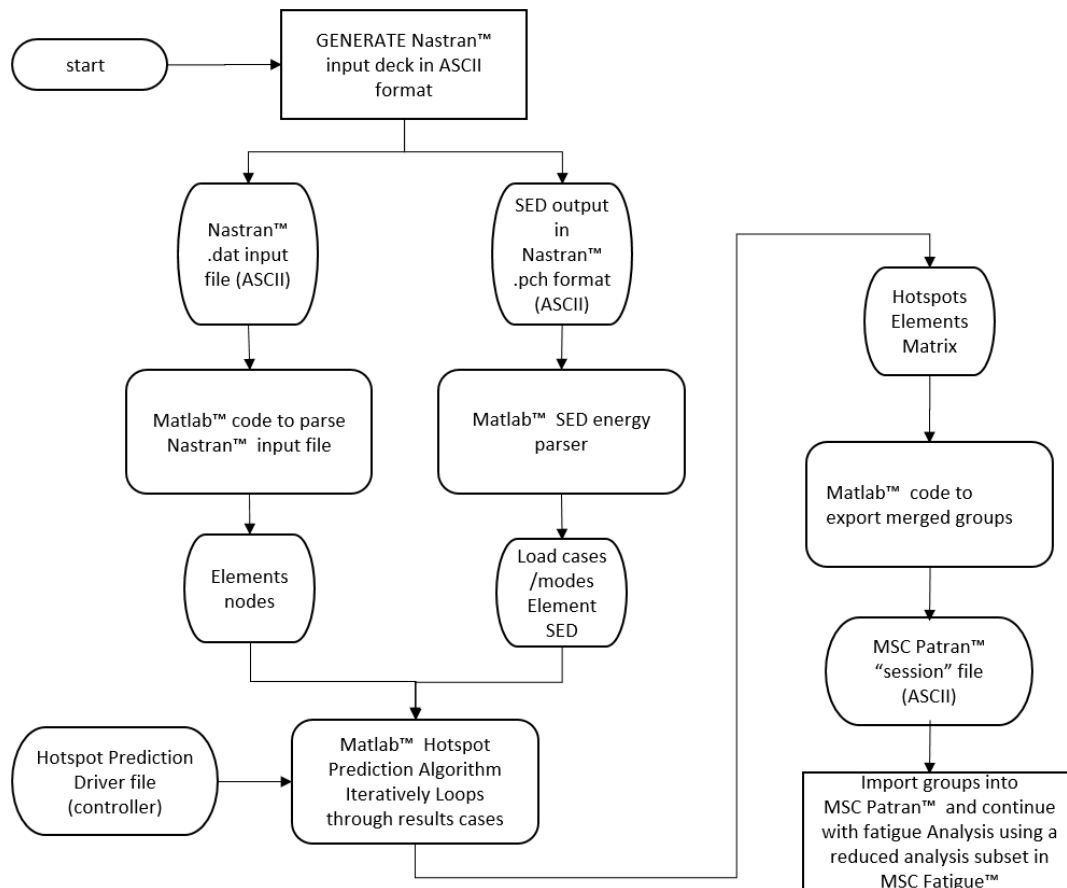 start
GENERATE Nastran™
input deck in ASCII
format
Nastran™
.dat input
file (ASCII)
SED output
in
Nastran™
.pch format
(ASCII)
Matlab™ code to parse
Nastran™ input file
Matlab™ SED energy
parser
Elements
nodes
Load cases
/modes
Element
SED
Hotspot Prediction
Driver file
(controller)
Matlab™ Hotspot
Prediction Algorithm
Iteratively Loops
through results cases
Hotspots
Elements
Matrix
Matlab™ code to
export merged groups
MSC Patran™
“session” file
(ASCII)
Import groups into
MSC Patran™ and continue
with fatigue Analysis using a
reduced analysis subset in
MSC Fatigue™